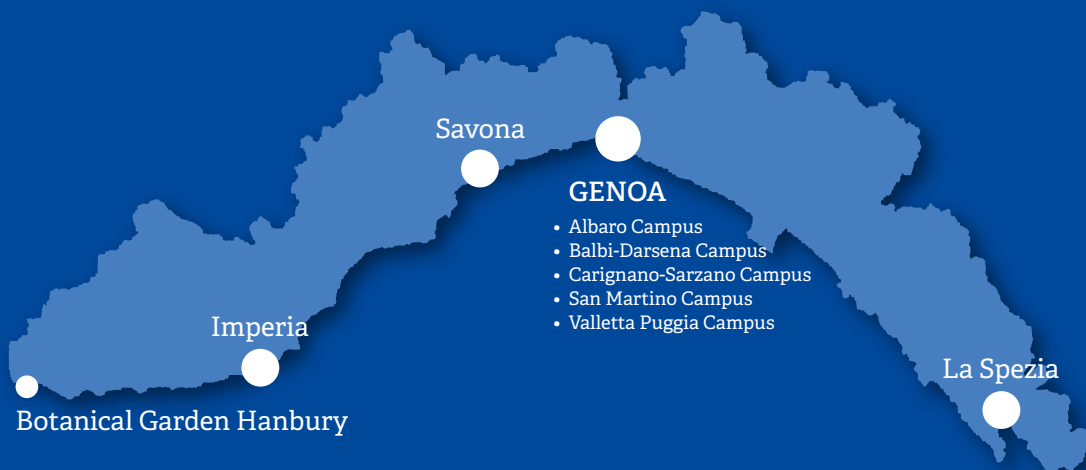 Savona
GENOA
• Albaro Campus
• Balbi-Darsena Campus
• Carignano-Sarzano Campus
• San Martino Campus
• Valletta Puggia Campus
Imperia
La Spezia
Botanical Garden Hanbury